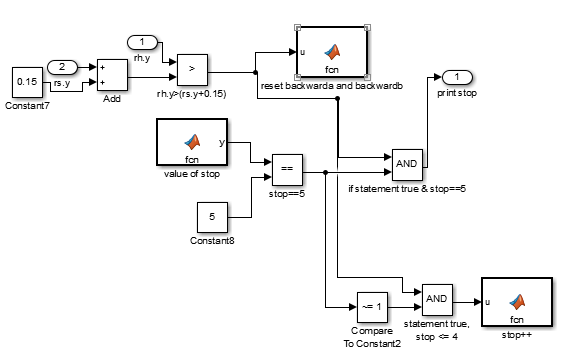 1
rh.y
2
rs.y
0.15
Constant7
+
+
Add
>
rh.y>(rs.y+0.15)
u
fcn
reset backwarda and backwardb
1
print stop
fcn
y
value of stop
==
stop==5
5
Constant8
AND
if statement true & stop==5
~= 1
Compare
To Constant2
AND
statement true,
stop <= 4
u
fcn
stop++